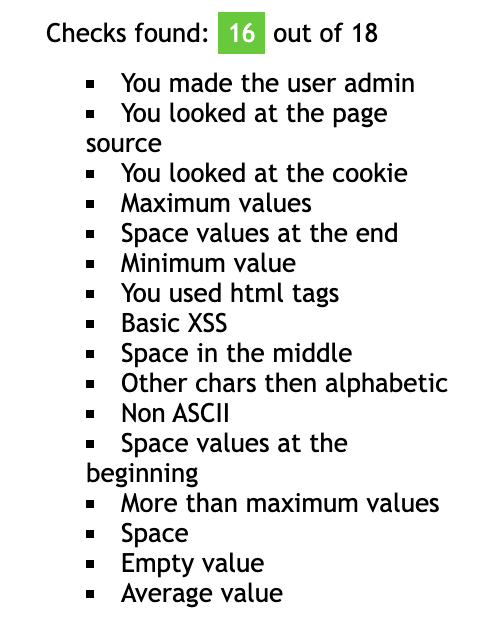 Checks found: 16 out of 18
▪ You made the user admin
▪ You looked at the page
source
▪ You looked at the cookie
▪ Maximum values
▪ Space values at the end
▪ Minimum value
▪ You used html tags
▪ Basic XSS
▪ Space in the middle
▪ Other chars then alphabetic
▪ Non ASCII
▪ Space values at the
beginning
▪ More than maximum values
▪ Space
▪ Empty value
▪ Average value